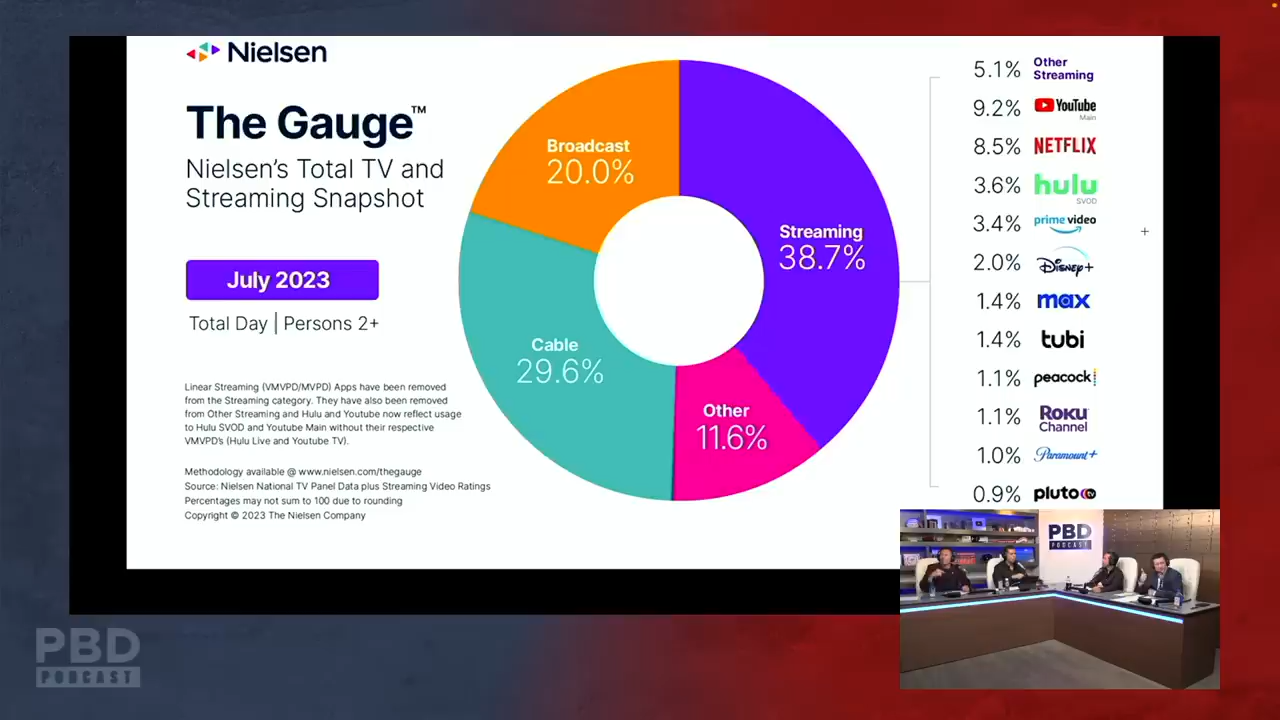 Nielsen
The Gauge™
Nielsen's Total TV and
Streaming Snapshot
July 2023
Total Day | Persons 2+
Linear Streaming (VMVPD/MVPD) Apps have been removed
from the Streaming category. They have also been removed
from Other Streaming and Hulu and Youtube now reflect usage
to Hulu SVOD and Youtube Main without their respective
VMVPD's (Hulu Live and Youtube TV).
Methodology available @ www.nielsen.com/thegauge
Source: Nielsen National TV Panel Data plus Streaming Video Ratings
Percentages may not sum to 100 due to rounding
Copyright © 2023 The Nielsen Company
Broadcast
20.0%
Streaming
38.7%
Cable
29.6%
Other
11.6%
5.1% Other
Streaming
9.2% YouTube
Main
8.5% NETFLIX
3.6% hulu
SVOD
3.4% prime video
2.0% Disney+
1.4% max
1.4% tubi
1.1% peacock
1.1% Roku
Channel
1.0% Paramount+
0.9% pluto tv
PBD
PODCAST
PBD
PODCAST